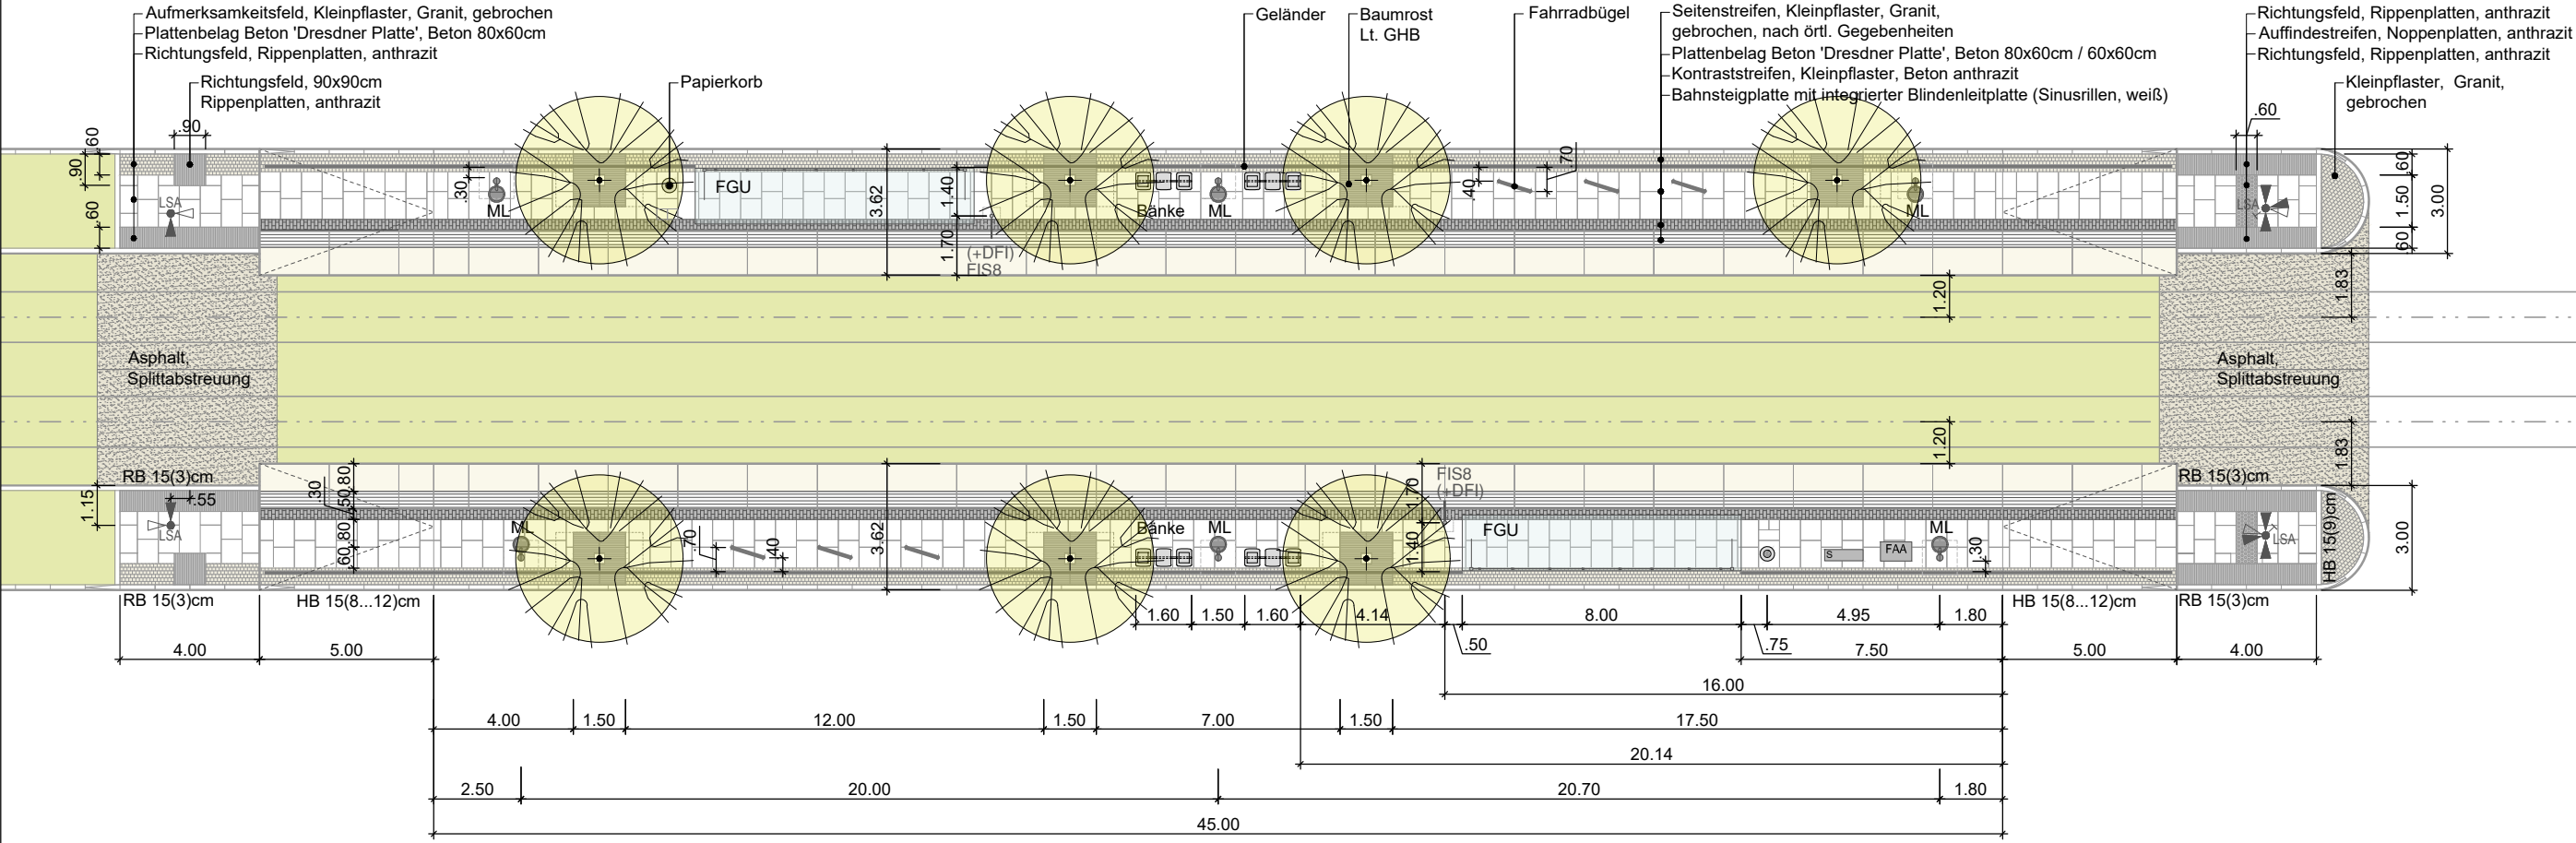 Aufmerksamkeitsfeld, Kleinpflaster, Granit, gebrochen
Plattenbelag Beton 'Dresdner Platte', Beton 80x60cm
Richtungsfeld, Rippenplatten, anthrazit
Richtungsfeld, 90x90cm
Rippenplatten, anthrazit
Papierkorb
Geländer
Baumrost
Lt. GHB
Fahrradbügel
Seitenstreifen, Kleinpflaster, Granit,
gebrochen, nach örtl. Gegebenheiten
Plattenbelag Beton 'Dresdner Platte', Beton 80x60cm / 60x60cm
Kontraststreifen, Kleinpflaster, Beton anthrazit
Bahnsteigplatte mit integrierter Blindenleitplatte (Sinusrillen, weiß)
Richtungsfeld, Rippenplatten, anthrazit
Auffindestreifen, Noppenplatten, anthrazit
Richtungsfeld, Rippenplatten, anthrazit
Kleinpflaster, Granit,
gebrochen
.90
.60
.90
.60
LSA
.30
ML
FGU
3.62
1.40
1.70
(+DFI)
FIS8
Bänke
ML
.40
.70
ML
.60
LSA
.60
1.50
.60
3.00
1.83
1.20
Asphalt,
Splittabstreuung
Asphalt,
Splittabstreuung
1.20
1.83
RB 15(3)cm
1.15
.55
LSA
.30
.80
.50
.80
.60
ML
.70
.40
3.62
Bänke
ML
FIS8
(+DFI)
1.70
1.40
FGU
S
FAA
ML
.30
RB 15(3)cm
LSA
HB 15(9)cm
3.00
RB 15(3)cm
HB 15(8...12)cm
HB 15(8...12)cm
RB 15(3)cm
1.60
1.50
1.60
4.14
8.00
4.95
1.80
.50
.75
4.00
5.00
7.50
5.00
4.00
16.00
4.00
1.50
12.00
1.50
7.00
1.50
17.50
20.14
2.50
20.00
20.70
1.80
45.00